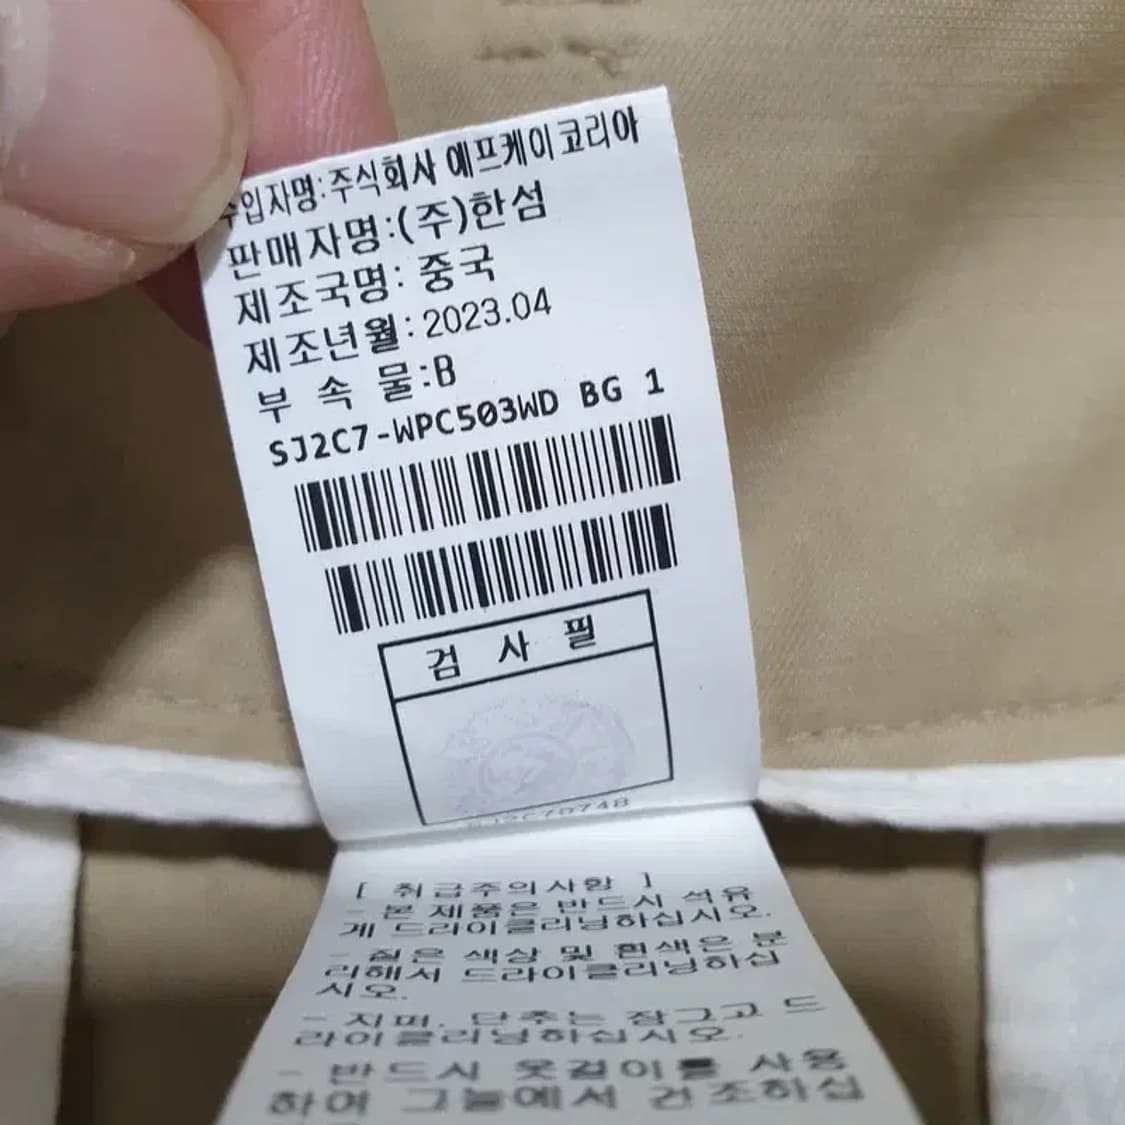 수입자명:주식회사 에프케이코리아
판매자명:(주)한섬
제조국명: 중국
제조년월:2023.04
부 속 물:B
SJ2C7-WPC503WD BG 1
검 사 필
SJ2C70748
[ 취급주의사항 ]
- 본 제품은 반드시 석유
계 드라이클리닝하십시오.
- 짙은 색상 및 흰색은 분
리해서 드라이클리닝하십
시오.
- 지퍼, 단추는 잠그고 드
라이클리닝하십시오.
- 반드시 옷걸이를 사용
하여 그늘에서 건조하십